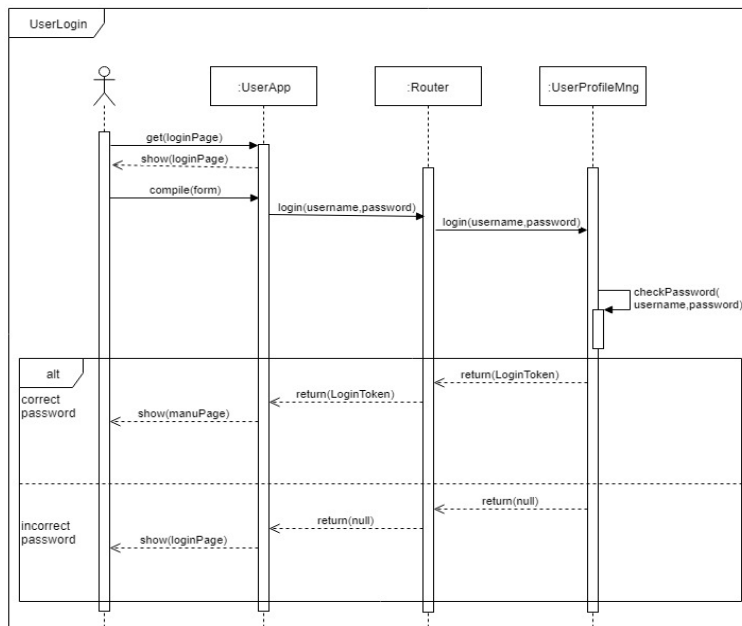 UserLogin
:UserApp
:Router
:UserProfileMng
get(loginPage)
show(loginPage)
compile(form)
login(username,password)
login(username,password)
checkPassword(
username,password)
alt
return(LoginToken)
correct
password
return(LoginToken)
show(manuPage)
return(null)
incorrect
password
return(null)
show(loginPage)